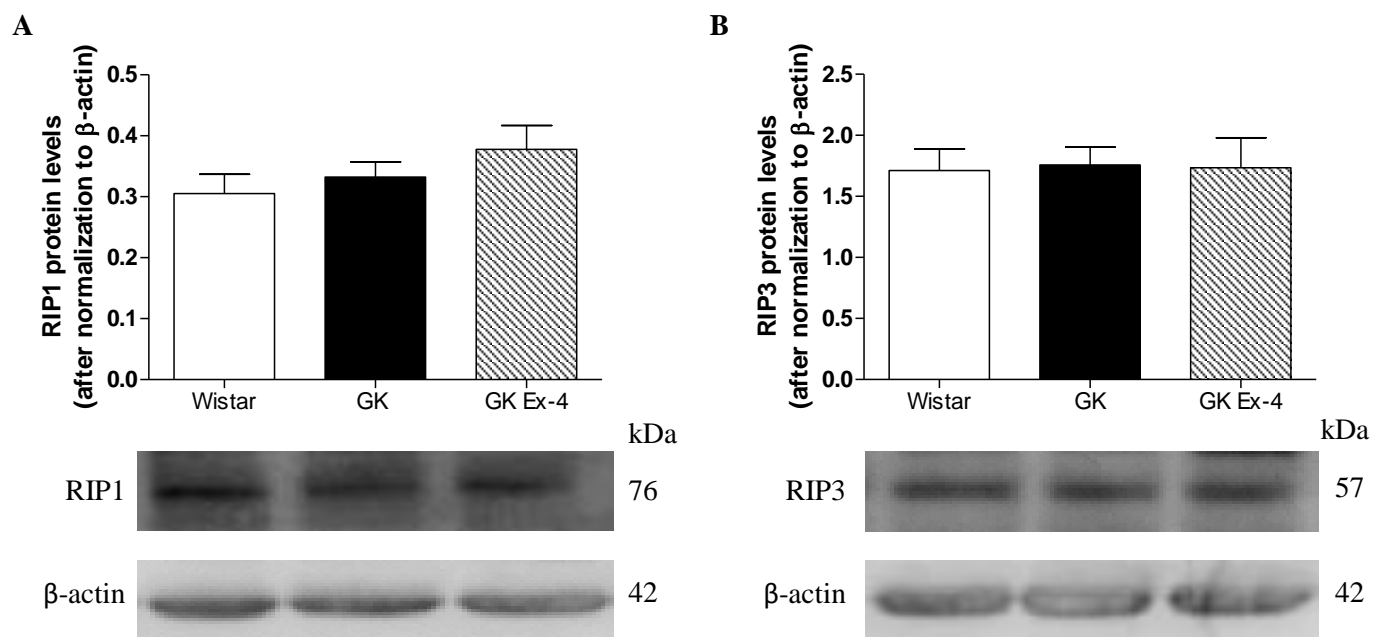 A
RIP1 protein levels
(after normalization to β-actin)
0.5
0.4
0.3
0.2
0.1
0.0
Wistar GK GK Ex-4
kDa
RIP1 76
β-actin 42
B
RIP3 protein levels
(after normalization to β-actin)
2.5
2.0
1.5
1.0
0.5
0.0
Wistar GK GK Ex-4
kDa
RIP3 57
β-actin 42